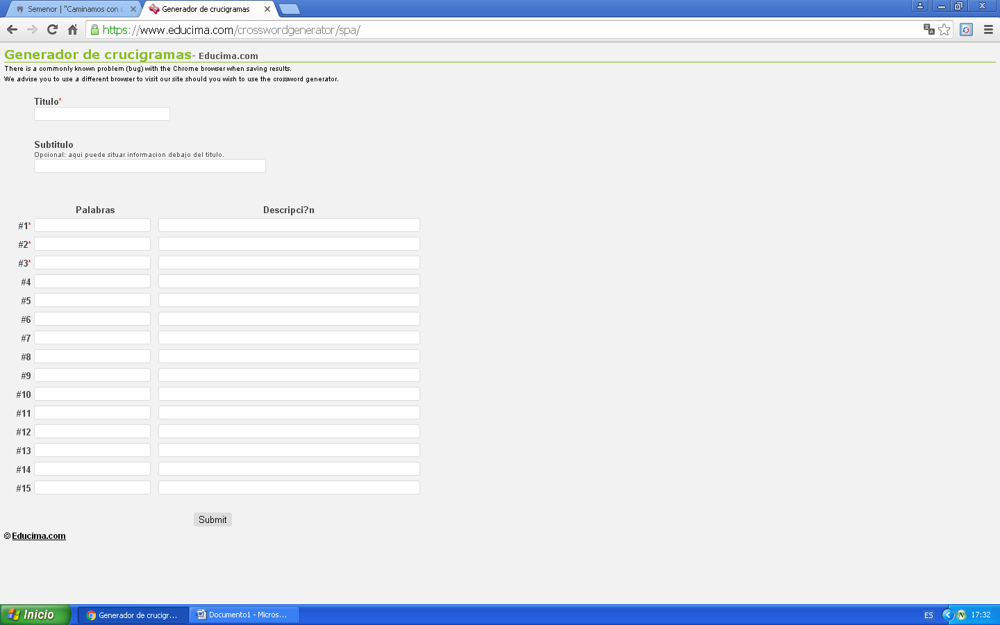 Semenor | "Caminamos con c
Generador de crucigramas
https://www.educima.com/crosswordgenerator/spa/
Generador de crucigramas- Educima.com
There is a commonly known problem (bug) with the Chrome browser when saving results.
We advise you to use a different browser to visit our site should you wish to use the crossword generator.
Titulo*
Subtitulo
Opcional: aqui puede situar informacion debajo del titulo.
Palabras Descripci?n
#1*
#2*
#3*
#4
#5
#6
#7
#8
#9
#10
#11
#12
#13
#14
#15
Submit
© Educima.com
Inicio Generador de crucigr... Documento1 - Micros... ES 17:32